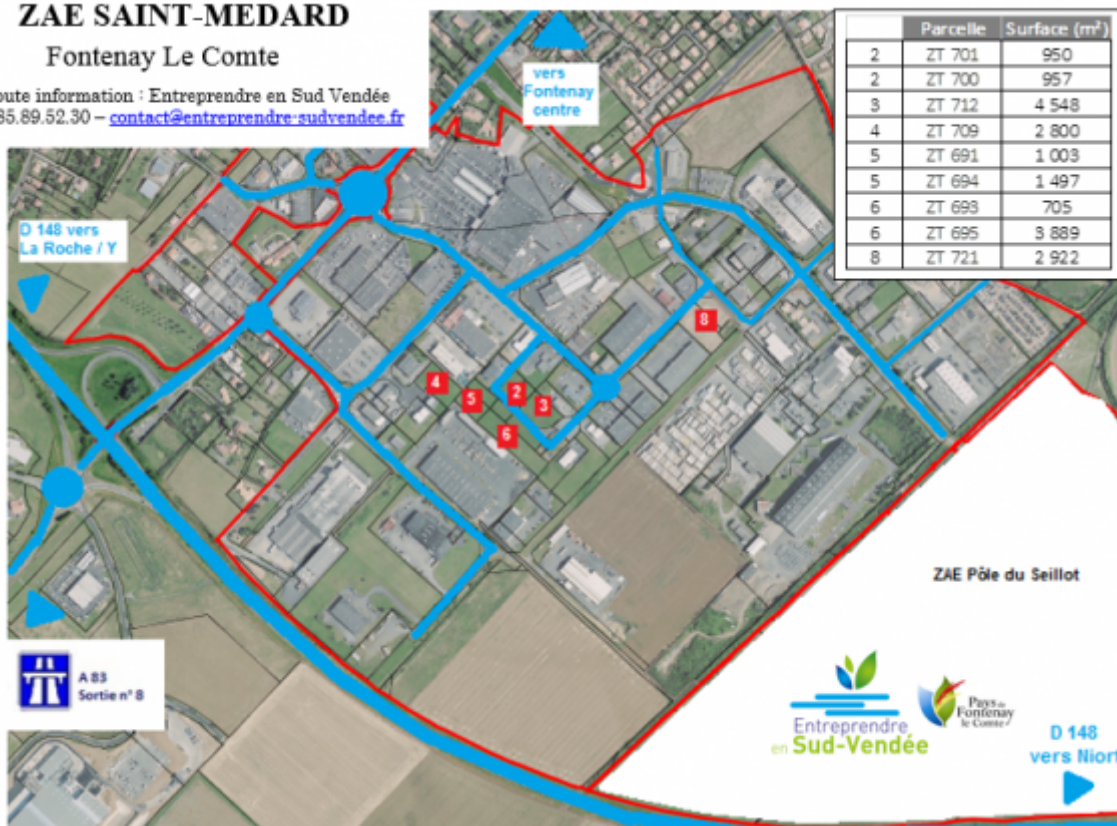 ZAE SAINT-MEDARD
Fontenay Le Comte
oute information : Entreprendre en Sud Vendée
85.89.52.30 – contact@entreprendre-sudvendee.fr
vers
Fontenay
centre
Parcelle Surface (m²)
2 ZT 701 950
2 ZT 700 957
3 ZT 712 4 548
4 ZT 709 2 800
5 ZT 691 1 003
5 ZT 694 1 497
6 ZT 693 705
6 ZT 695 3 889
8 ZT 721 2 922
D 148 vers
La Roche / Y
8
4
5
2
3
6
ZAE Pôle du Seillot
A 83
Sortie n° 8
Entreprendre
en Sud-Vendée
Pays de
Fontenay
le Comte
D 148
vers Niort